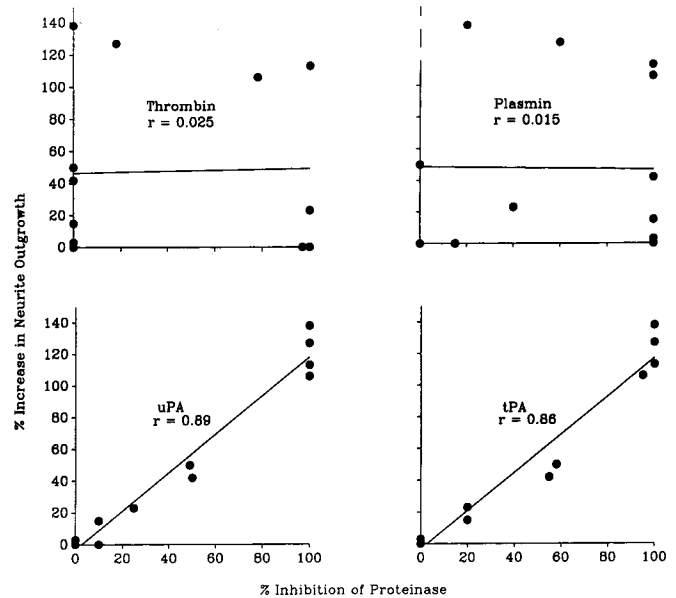 140
120
100
80
60
40
20
0
Thrombin
r = 0.025
Plasmin
r = 0.015
% Increase in Neurite Outgrowth
140
120
100
80
60
40
20
0
uPA
r = 0.89
tPA
r = 0.86
0 20 40 60 80 100
0 20 40 60 80 100
% Inhibition of Proteinase